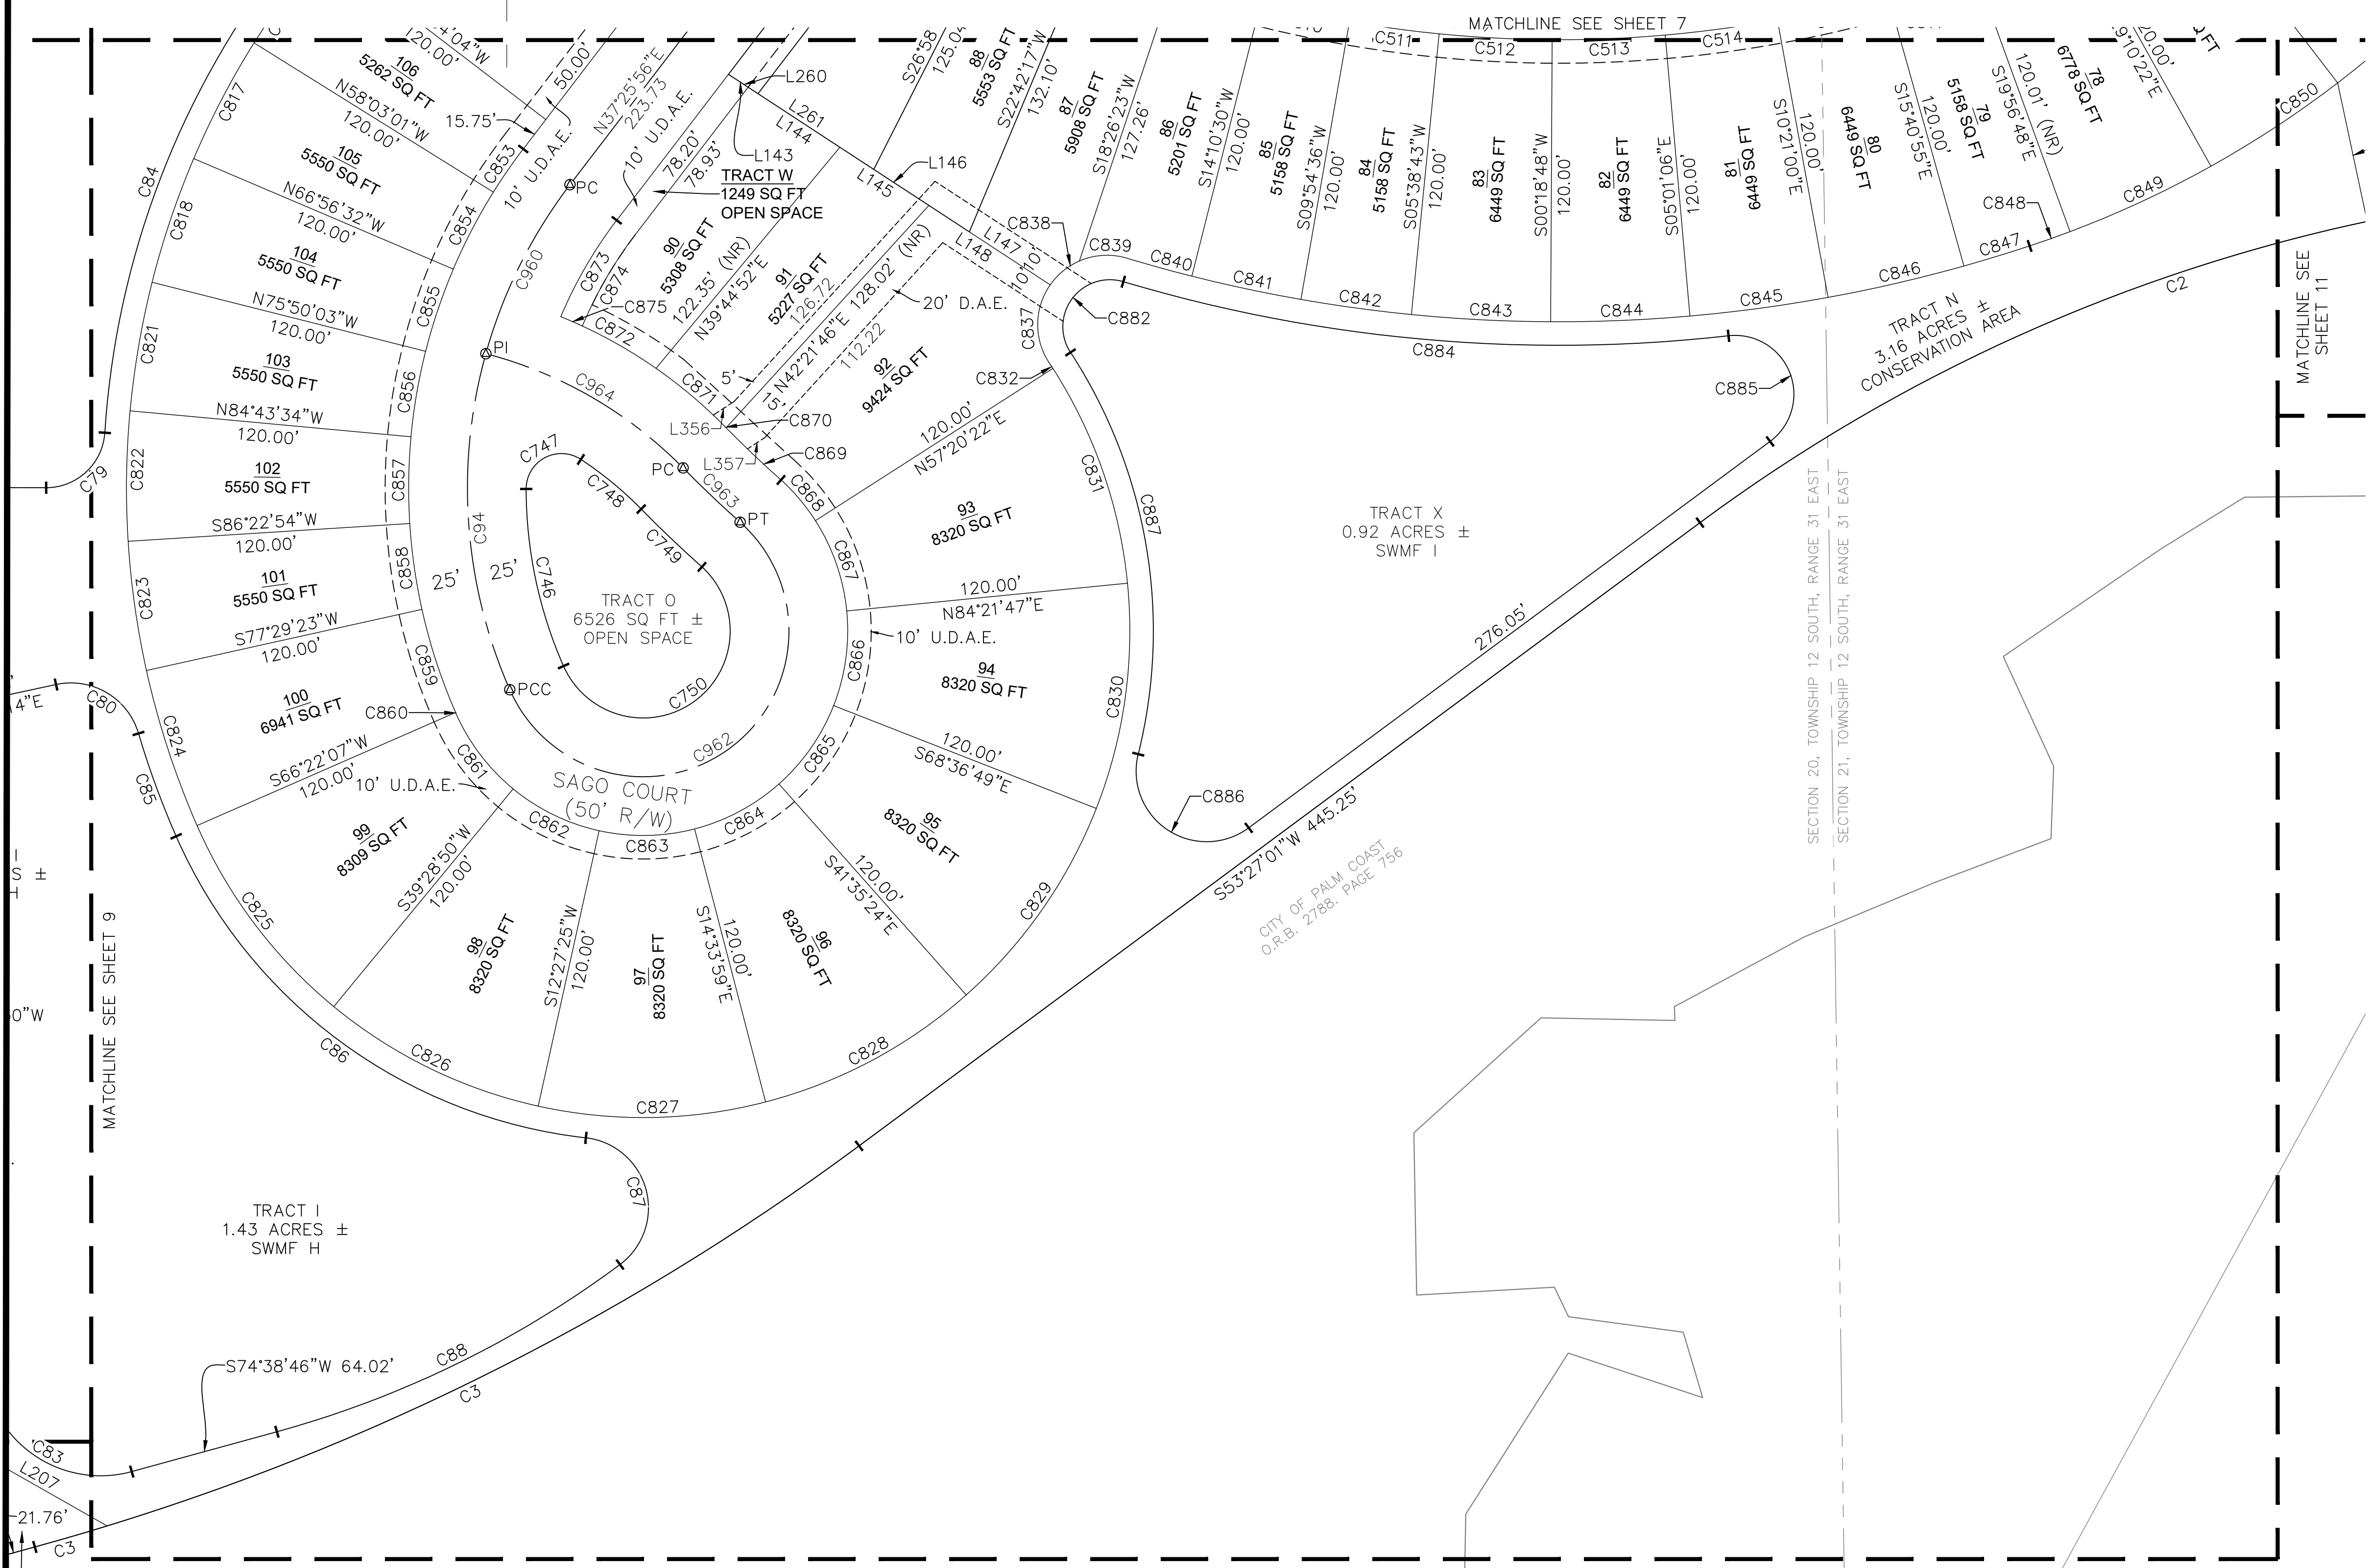 MATCHLINE SEE SHEET 7
C511
C512
C513
C514
106
5262 SQ FT
4'04"W
120.00'
50.00'
N37°25'56"E
223.73
10' U.D.A.E.
L260
L261
L144
S26°58
125.04
88
5553 SQ FT
S22°42'17"W
132.10'
87
5908 SQ FT
S18°26'23"W
127.26'
86
5201 SQ FT
S14°10'30"W
120.00'
85
5158 SQ FT
S09°54'36"W
120.00'
84
5158 SQ FT
S05°38'43"W
120.00'
83
6449 SQ FT
S00°18'48"W
120.00'
82
6449 SQ FT
S05°01'06"E
120.00'
81
6449 SQ FT
S10°21'00"E
120.00'
80
6449 SQ FT
S15°40'55"E
120.00'
79
5158 SQ FT
S19°56'48"E
120.01' (NR)
78
6778 SQ FT
9°10'22"E
20.00'
Q FT
C850
C849
C848
C847
C846
C845
C844
C843
C842
C841
C840
C839
C838
C817
N58°03'01"W
120.00'
15.75'
C853
10' U.D.A.E.
PC
C84
105
5550 SQ FT
C854
C960
78.20'
78.93'
L143
TRACT W
1249 SQ FT
OPEN SPACE
L145
L146
L147
L148
10'
10'
C818
N66°56'32"W
120.00'
104
5550 SQ FT
C855
C873
C874
C875
C872
90
5308 SQ FT
122.35' (NR)
N39°44'52"E
91
5227 SQ FT
126.72
N42°21'46"E 128.02' (NR)
112.22
20' D.A.E.
C837
C882
C884
C885
C2
TRACT N
3.16 ACRES ±
CONSERVATION AREA
MATCHLINE SEE
SHEET 11
C821
N75°50'03"W
120.00'
103
5550 SQ FT
C856
PI
C964
C871
5'
15'
92
9424 SQ FT
C832
L356
C870
L357
C869
N84°43'34"W
120.00'
C79
C822
102
5550 SQ FT
C857
C747
C748
PC
C963
PT
C868
120.00'
N57°20'22"E
C831
C887
93
8320 SQ FT
TRACT X
0.92 ACRES ±
SWMF I
SECTION 20, TOWNSHIP 12 SOUTH, RANGE 31 EAST
SECTION 21, TOWNSHIP 12 SOUTH, RANGE 31 EAST
S86°22'54"W
120.00'
C94
C749
C823
101
5550 SQ FT
C858
25'
25'
C746
TRACT O
6526 SQ FT ±
OPEN SPACE
C867
120.00'
N84°21'47"E
10' U.D.A.E.
276.05'
S77°29'23"W
120.00'
C859
C866
94
8320 SQ FT
4"E
C80
100
6941 SQ FT
C860
PCC
C750
C830
C824
S66°22'07"W
120.00'
C861
10' U.D.A.E.
C962
C865
120.00'
S68°36'49"E
C85
SAGO COURT
(50' R/W)
C862
C863
C864
C886
95
8320 SQ FT
99
8309 SQ FT
S39°28'50"W
120.00'
120.00'
S41°35'24"E
S53°27'01"W 445.25'
CITY OF PALM COAST
O.R.B. 2788. PAGE 756
I
S ±
H
C825
C829
98
8320 SQ FT
S12°27'25"W
120.00'
97
8320 SQ FT
S14°33'59"E
120.00'
96
8320 SQ FT
0"W
MATCHLINE SEE SHEET 9
C86
C826
C827
C828
C87
TRACT I
1.43 ACRES ±
SWMF H
S74°38'46"W 64.02'
C88
C3
C83
L207
21.76'
C3